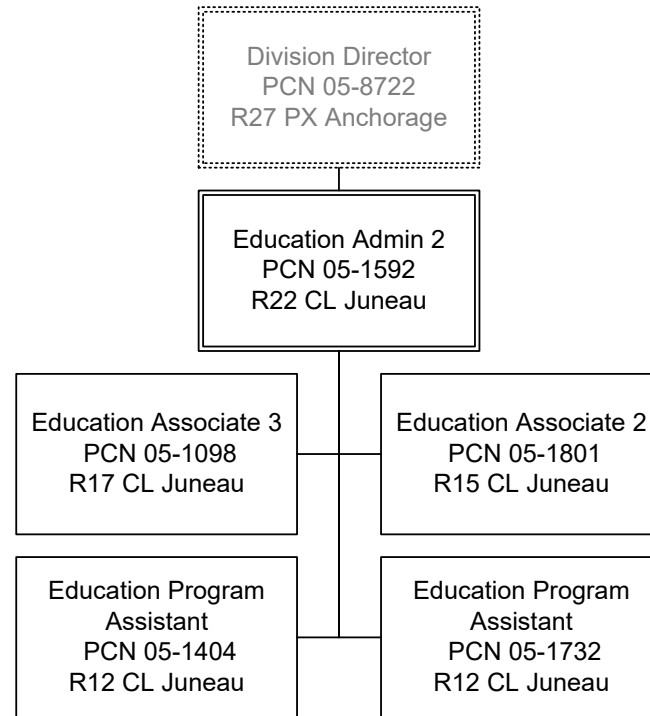 Division Director
PCN 05-8722
R27 PX Anchorage
Education Admin 2
PCN 05-1592
R22 CL Juneau
Education Associate 3
PCN 05-1098
R17 CL Juneau
Education Associate 2
PCN 05-1801
R15 CL Juneau
Education Program
Assistant
PCN 05-1404
R12 CL Juneau
Education Program
Assistant
PCN 05-1732
R12 CL Juneau